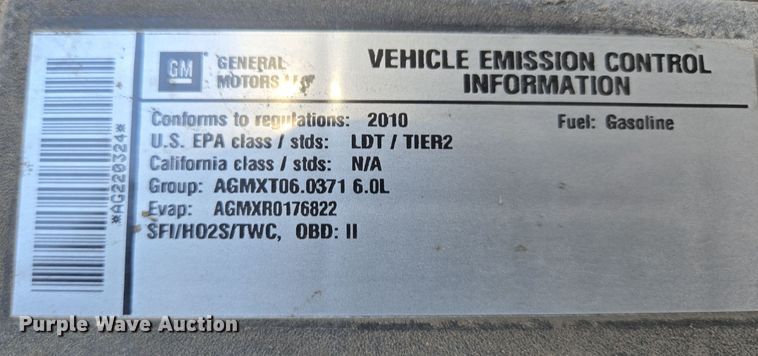 GM
GENERAL
MOTORS
VEHICLE EMISSION CONTROL
INFORMATION
Conforms to regulations: 2010
Fuel: Gasoline
U.S. EPA class / stds: LDT / TIER2
California class / stds: N/A
Group: AGMXT06.0371 6.0L
Evap: AGMXR0176822
SFI/HO2S/TWC, OBD: II
*AG220324*
Purple Wave Auction